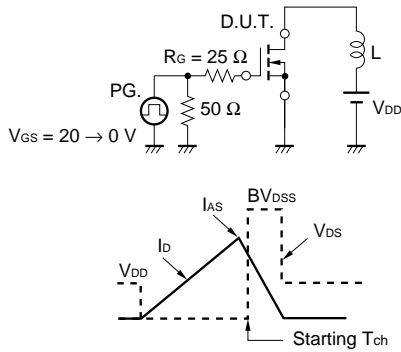 D.U.T.
RG = 25 Ω
PG.
50 Ω
L
VDD
VGS = 20 → 0 V
BVDSS
IAS
ID
VDS
VDD
Starting Tch